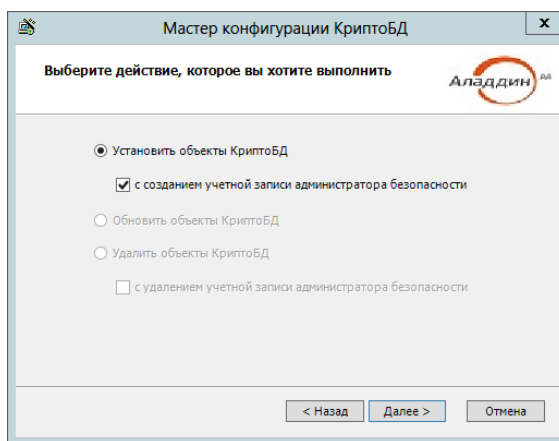 Мастер конфигурации КриптоБД
x
Выберите действие, которое вы хотите выполнить
Аладдин
Установить объекты КриптоБД
с созданием учетной записи администратора безопасности
Обновить объекты КриптоБД
Удалить объекты КриптоБД
с удалением учетной записи администратора безопасности
< Назад Далее > Отмена